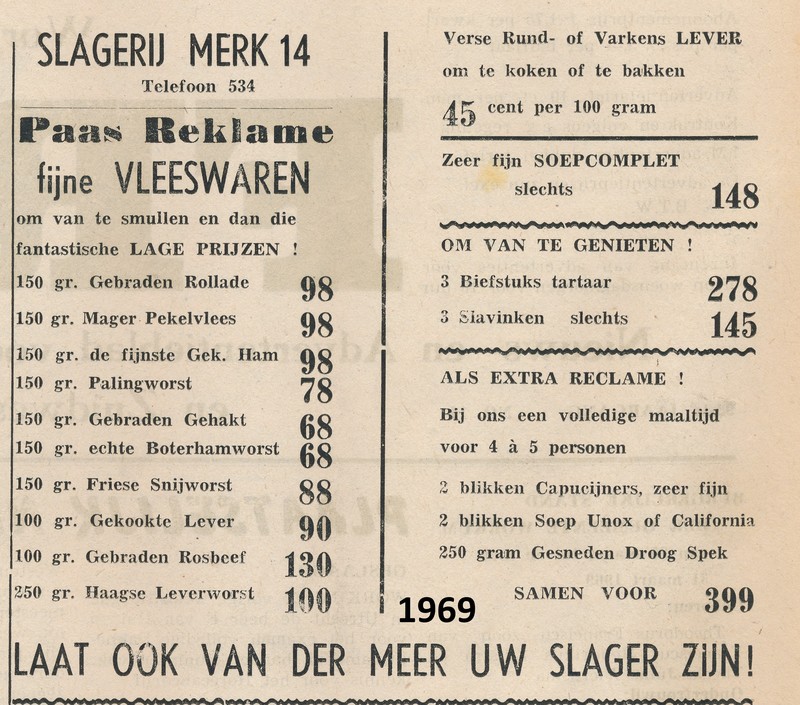 SLAGERIJ MERK 14
Telefoon 534
Paas Reklame
fijne VLEESWAREN
om van te smullen en dan die
fantastische LAGE PRIJZEN !
150 gr. Gebraden Rollade 98
150 gr. Mager Pekelvlees 98
150 gr. de fijnste Gek. Ham 98
150 gr. Palingworst 78
150 gr. Gebraden Gehakt 68
150 gr. echte Boterhamworst 68
150 gr. Friese Snijworst 88
100 gr. Gekookte Lever 90
100 gr. Gebraden Rosbeef 130
250 gr. Haagse Leverworst 100
Verse Rund- of Varkens LEVER
om te koken of te bakken
45 cent per 100 gram
Zeer fijn SOEPCOMPLET
slechts 148
OM VAN TE GENIETEN !
3 Biefstuks tartaar 278
3 Slavinken slechts 145
ALS EXTRA RECLAME !
Bij ons een volledige maaltijd
voor 4 à 5 personen
2 blikken Capucijners, zeer fijn
2 blikken Soep Unox of California
250 gram Gesneden Droog Spek
SAMEN VOOR 399
1969
LAAT OOK VAN DER MEER UW SLAGER ZIJN!